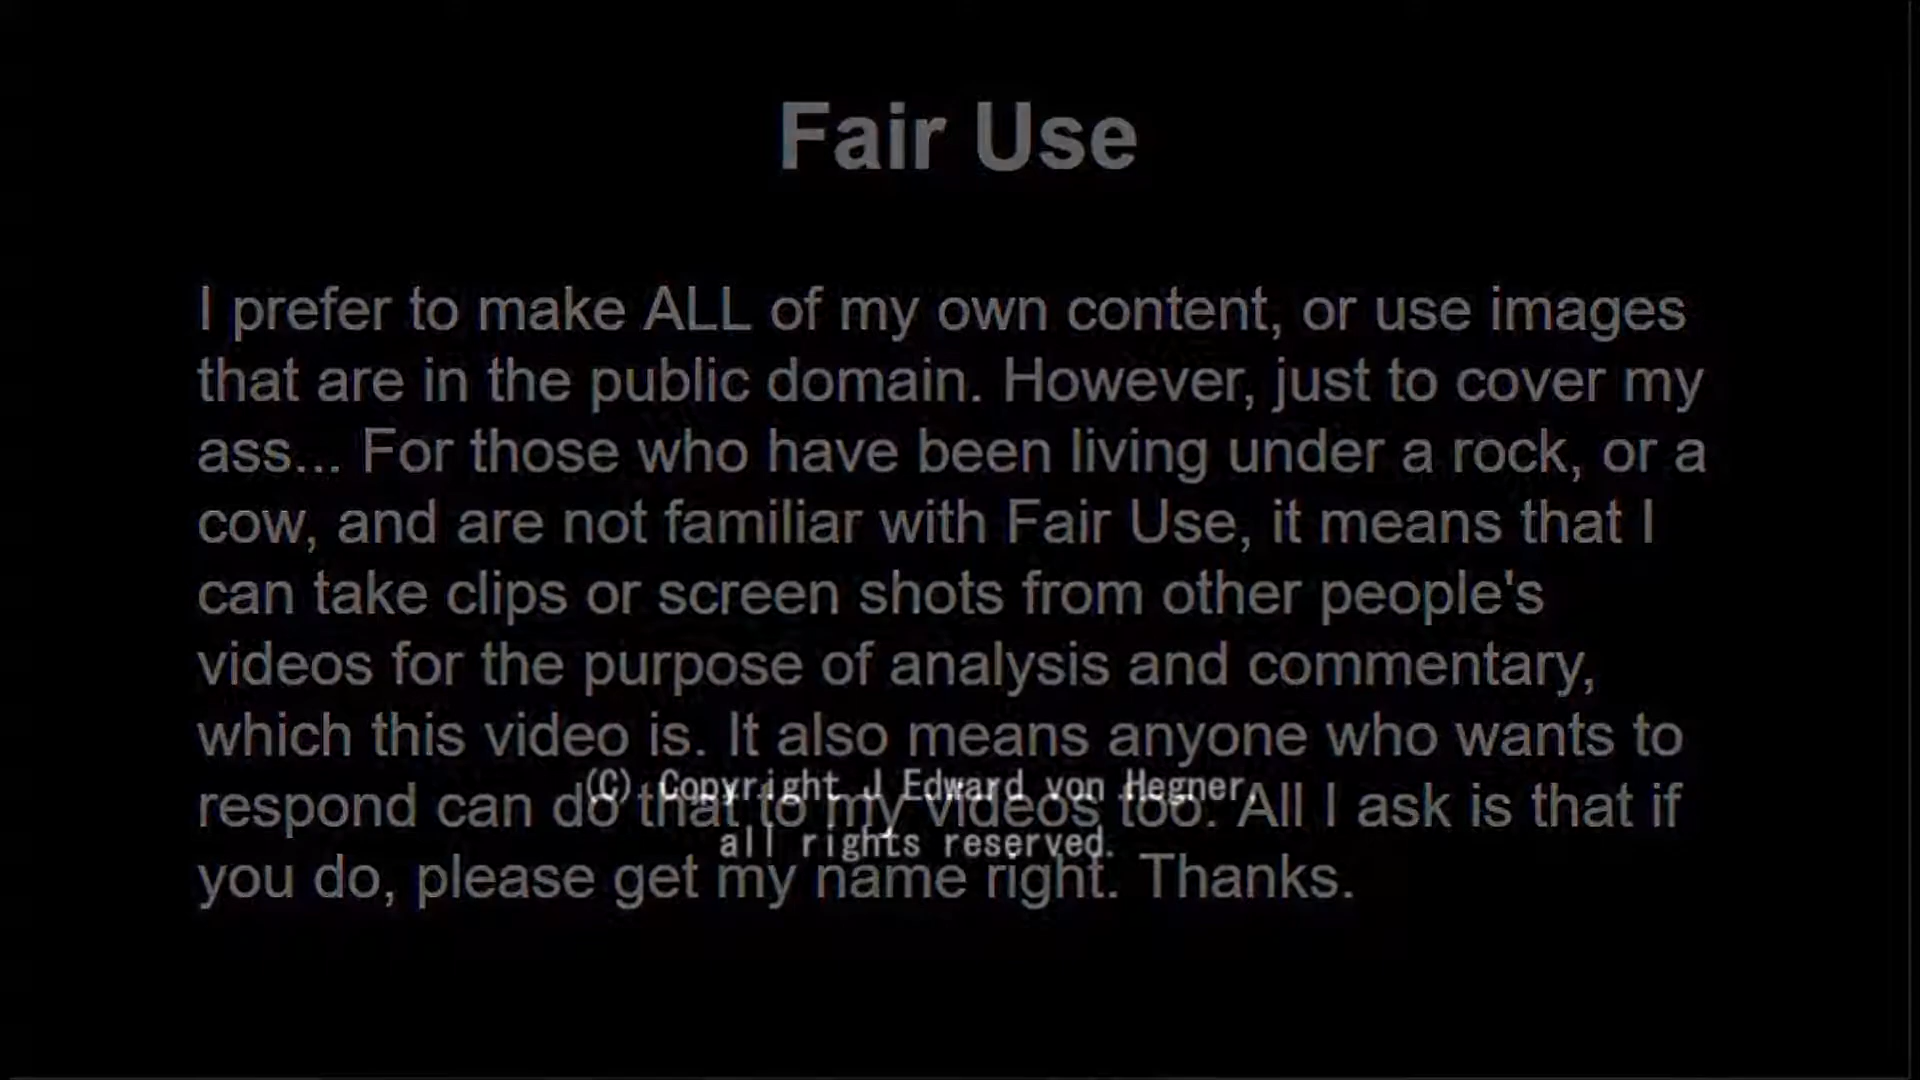 Fair Use
I prefer to make ALL of my own content, or use images
that are in the public domain. However, just to cover my
ass... For those who have been living under a rock, or a
cow, and are not familiar with Fair Use, it means that I
can take clips or screen shots from other people's
videos for the purpose of analysis and commentary,
which this video is. It also means anyone who wants to
respond can do that to my videos too. All I ask is that if
you do, please get my name right. Thanks.
(C) Copyright J Edward von Hegner,
all rights reserved.